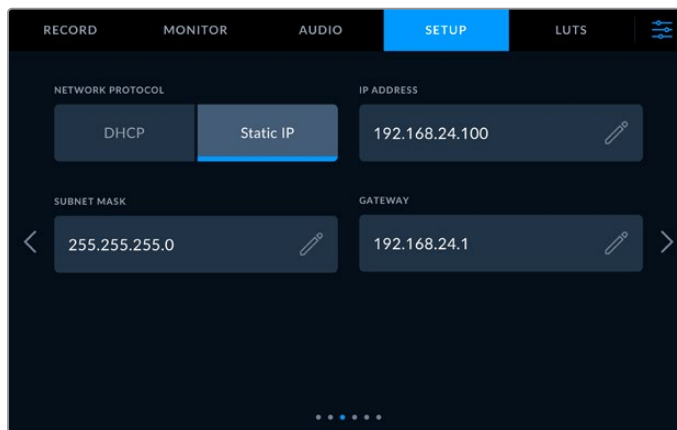 RECORD MONITOR AUDIO SETUP LUTS
NETWORK PROTOCOL IP ADDRESS
DHCP Static IP 192.168.24.100
SUBNET MASK GATEWAY
255.255.255.0 192.168.24.1